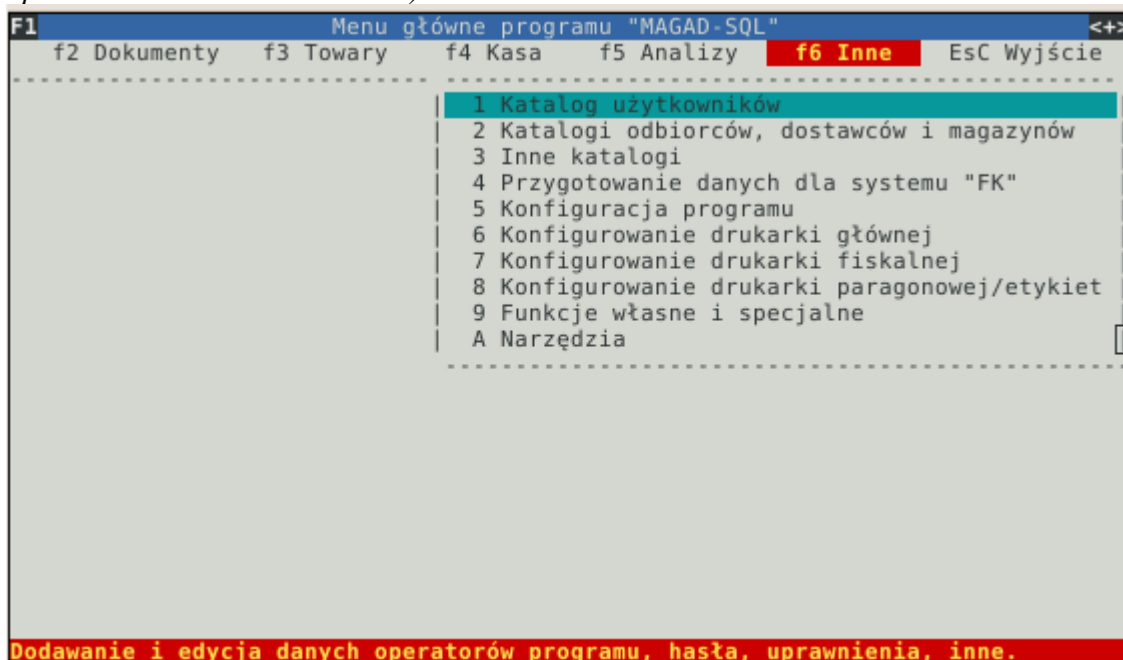 F1 Menu główne programu "MAGAD-SQL" <+>
f2 Dokumenty f3 Towary f4 Kasa f5 Analizy f6 Inne EsC Wyjście
1 Katalog użytkowników
2 Katalogi odbiorców, dostawców i magazynów
3 Inne katalogi
4 Przygotowanie danych dla systemu "FK"
5 Konfiguracja programu
6 Konfigurowanie drukarki głównej
7 Konfigurowanie drukarki fiskalnej
8 Konfigurowanie drukarki paragonowej/etykiet
9 Funkcje własne i specjalne
A Narzędzia
Dodawanie i edycja danych operatorów programu, hasła, uprawnienia, inne.